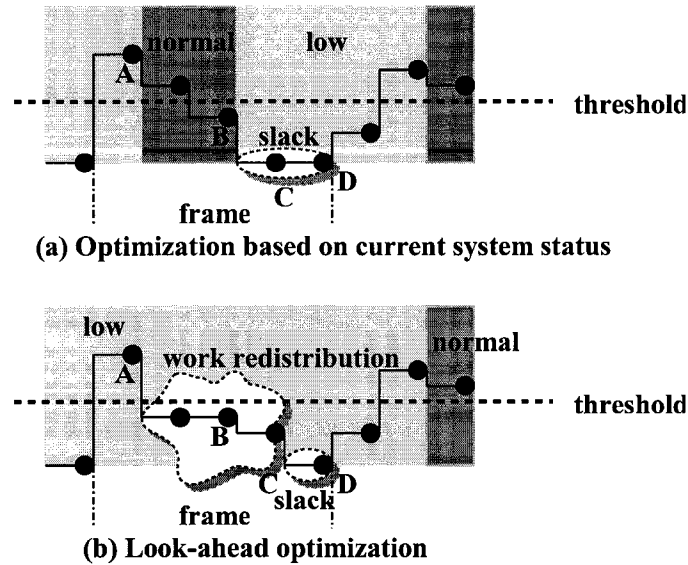 normal
low
A
threshold
B
slack
C
D
frame
(a) Optimization based on current system status
low
normal
A
work redistribution
threshold
B
C
D
slack
frame
(b) Look-ahead optimization